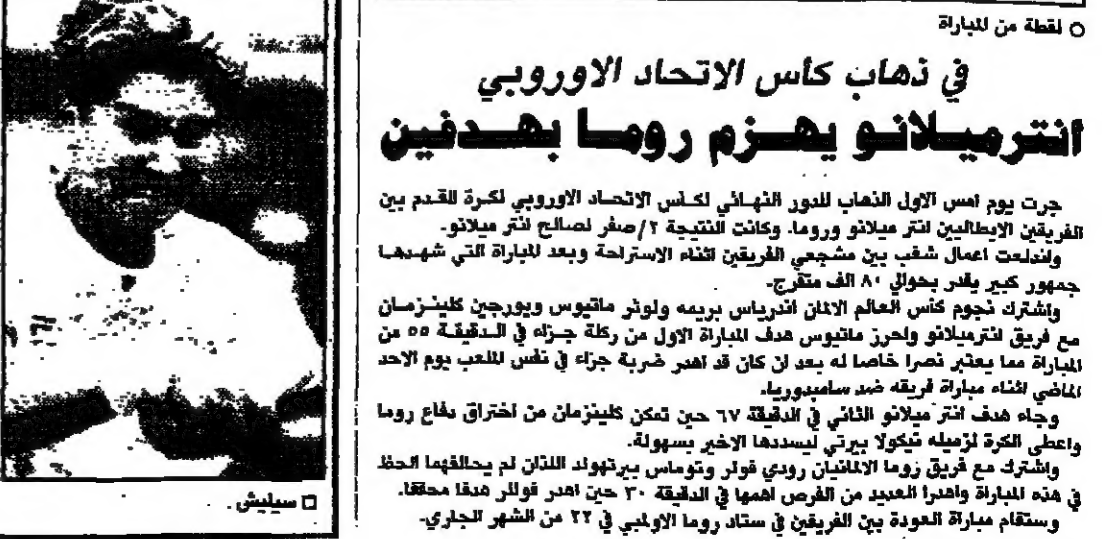 ○ لقطة من المباراة
في ذهاب كأس الاتحاد الاوروبي
انترميلانو يهزم روما بهدفين
جرت يوم امس الاول الذهاب للدور النهائي لكأس الاتحاد الاوروبي لكرة القدم بين
الفريقين الايطاليين انتر ميلانو وروما. وكانت النتيجة ٢/صفر لصالح انتر ميلانو.
واندلعت اعمال شغب بين مشجعي الفريقين اثناء الاستراحة وبعد المباراة التي شهدها
جمهور كبير يقدر بحوالي ٨٠ الف متفرج.
واشترك نجوم كأس العالم الالمان اندرياس بريمه ولوثر ماتيوس ويورجين كلينزمان
مع فريق انترميلانو واحرز ماتيوس هدف المباراة الاول من ركلة جزاء في الدقيقة ٥٥ من
المباراة مما يعتبر نصرا خاصا له بعد ان كان قد اهدر ضربة جزاء في نفس الملعب يوم الاحد
الماضي اثناء مباراة فريقه ضد سامبدوريا.
وجاء هدف انتر ميلانو الثاني في الدقيقة ٦٧ حين تمكن كلينزمان من اختراق دفاع روما
واعطى الكرة لزميله نيكولا بيرتي ليسددها الاخير بسهولة.
واشترك مع فريق روما الالمانيان رودي فولر وتوماس بيرتهولد اللذان لم يحالفهما الحظ
في هذه المباراة واهدرا العديد من الفرص اهمها في الدقيقة ٣٠ حين اهدر فوللر هدفا محققا.
وستقام مباراة العودة بين الفريقين في ستاد روما الاولمبي في ٢٢ من الشهر الجاري.
□ سيليش